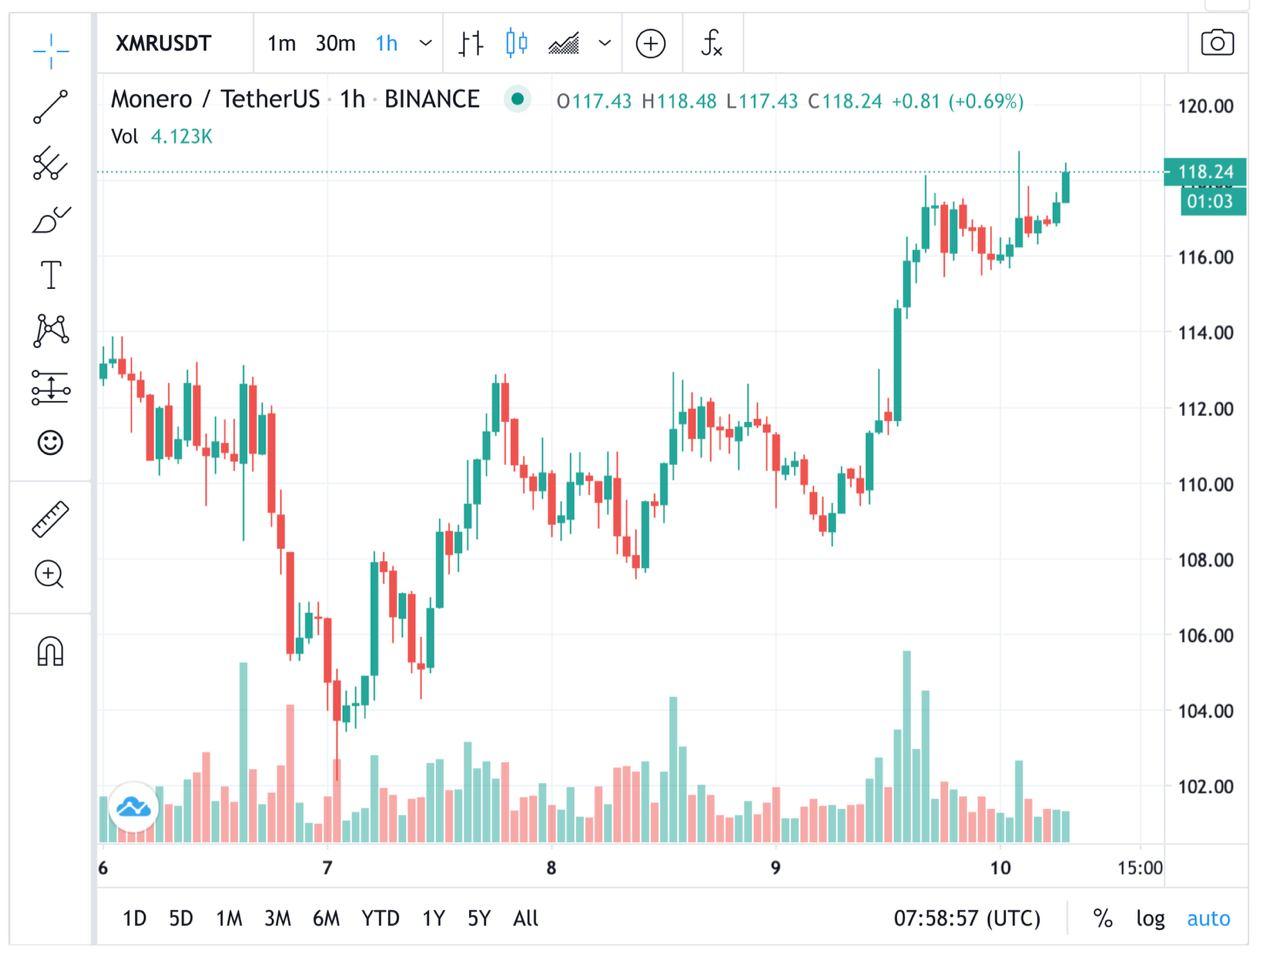 XMRUSDT 1m 30m 1h
Monero / TetherUS · 1h · BINANCE O117.43 H118.48 L117.43 C118.24 +0.81 (+0.69%)
Vol 4.123K
T
120.00
118.24
01:03
116.00
114.00
112.00
110.00
108.00
106.00
104.00
102.00
6 7 8 9 10 15:00
1D 5D 1M 3M 6M YTD 1Y 5Y All 07:58:57 (UTC) % log auto